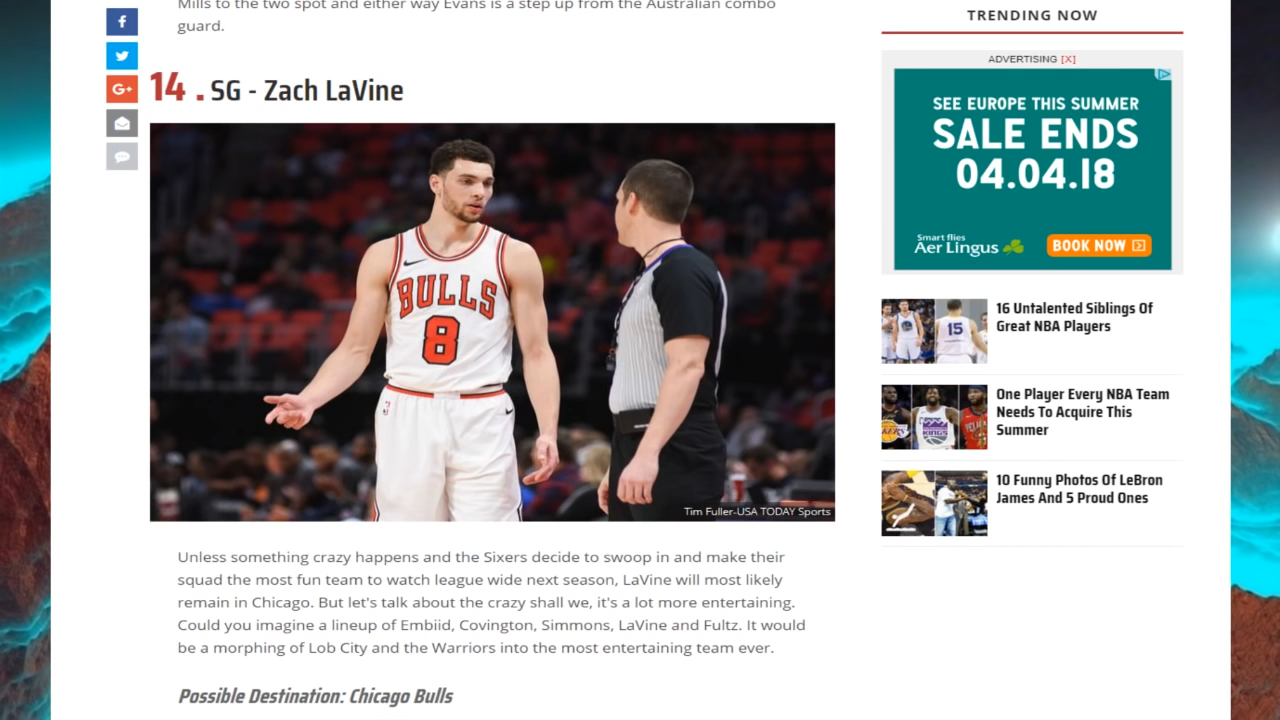 Mills to the two spot and either way Evans is a step up from the Australian combo
guard.
14 . SG - Zach LaVine
BULLS
8
Tim Fuller-USA TODAY Sports
Unless something crazy happens and the Sixers decide to swoop in and make their
squad the most fun team to watch league wide next season, LaVine will most likely
remain in Chicago. But let's talk about the crazy shall we, it's a lot more entertaining.
Could you imagine a lineup of Embiid, Covington, Simmons, LaVine and Fultz. It would
be a morphing of Lob City and the Warriors into the most entertaining team ever.
Possible Destination: Chicago Bulls
TRENDING NOW
ADVERTISING [X]
SEE EUROPE THIS SUMMER
SALE ENDS
04.04.18
Smart flies
Aer Lingus
BOOK NOW
15
16 Untalented Siblings Of
Great NBA Players
KINGS
One Player Every NBA Team
Needs To Acquire This
Summer
10 Funny Photos Of LeBron
James And 5 Proud Ones